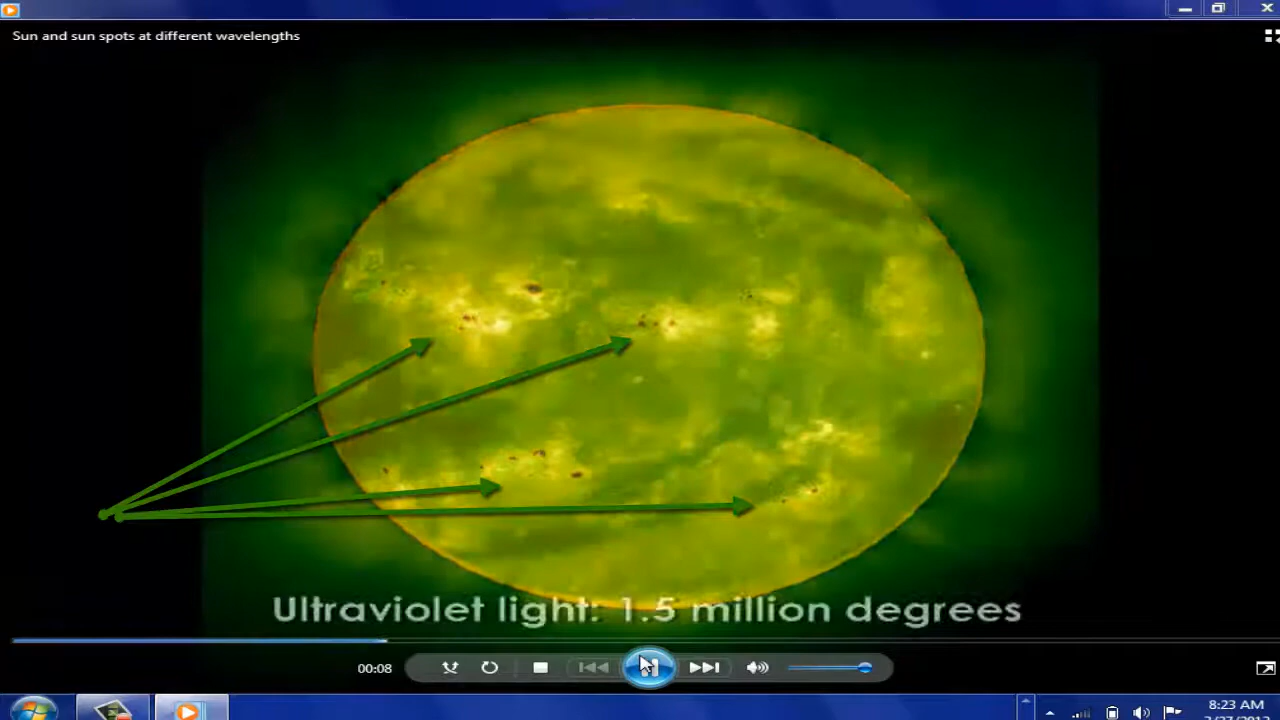 Sun and sun spots at different wavelengths
Ultraviolet light: 1.5 million degrees
00:08
8:23 AM